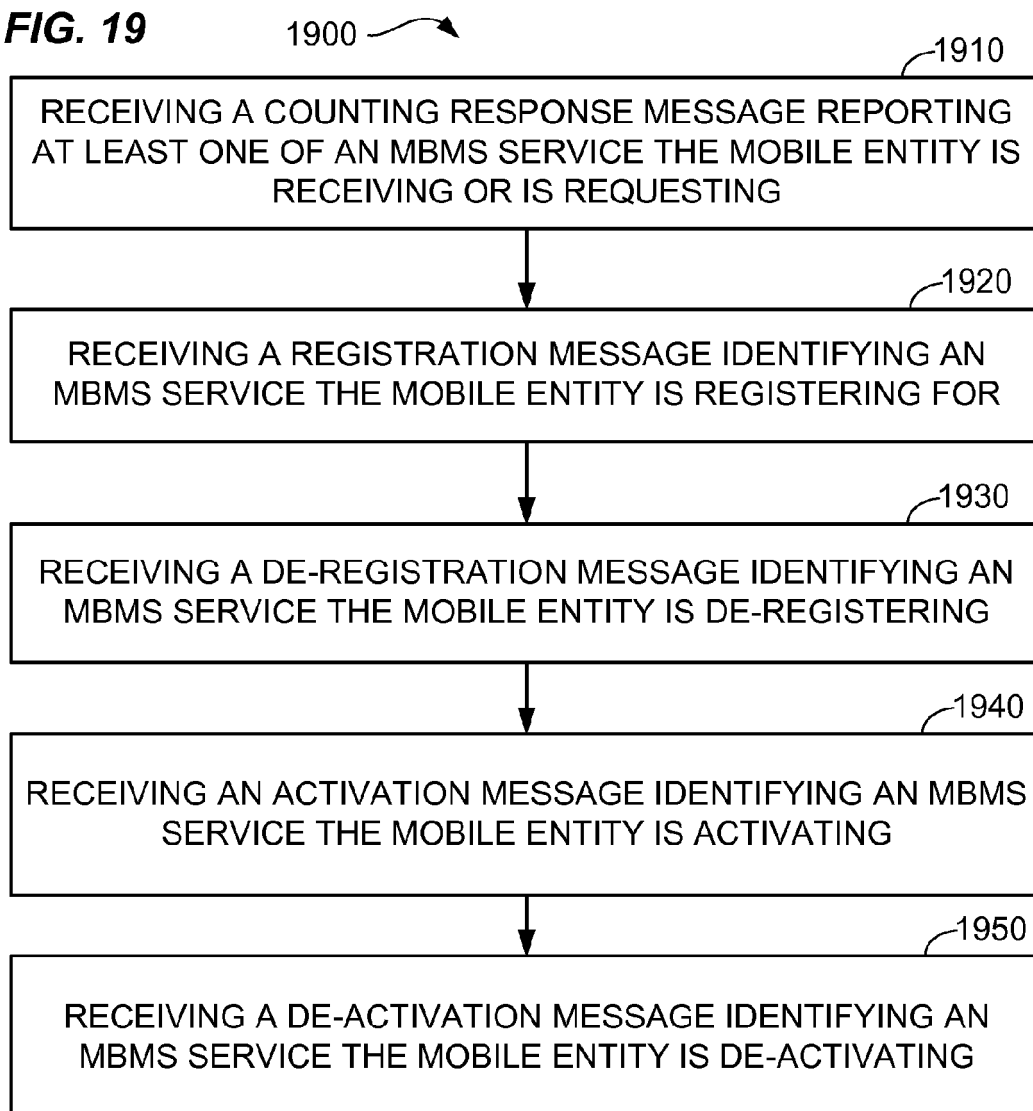 FIG. 19
1900
1910
RECEIVING A COUNTING RESPONSE MESSAGE REPORTING
AT LEAST ONE OF AN MBMS SERVICE THE MOBILE ENTITY IS
RECEIVING OR IS REQUESTING
1920
RECEIVING A REGISTRATION MESSAGE IDENTIFYING AN
MBMS SERVICE THE MOBILE ENTITY IS REGISTERING FOR
1930
RECEIVING A DE-REGISTRATION MESSAGE IDENTIFYING AN
MBMS SERVICE THE MOBILE ENTITY IS DE-REGISTERING
1940
RECEIVING AN ACTIVATION MESSAGE IDENTIFYING AN MBMS
SERVICE THE MOBILE ENTITY IS ACTIVATING
1950
RECEIVING A DE-ACTIVATION MESSAGE IDENTIFYING AN
MBMS SERVICE THE MOBILE ENTITY IS DE-ACTIVATING